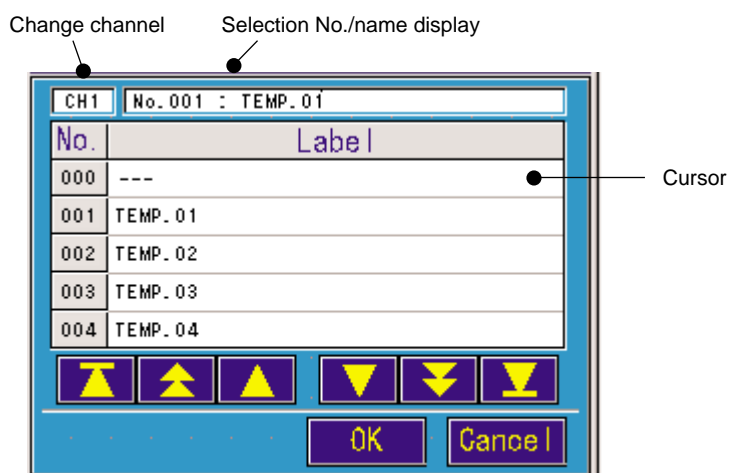 Change channel Selection No./name display
CH1 No.001 : TEMP.01
No. Label
000 ---
Cursor
001 TEMP.01
002 TEMP.02
003 TEMP.03
004 TEMP.04
OK Cancel